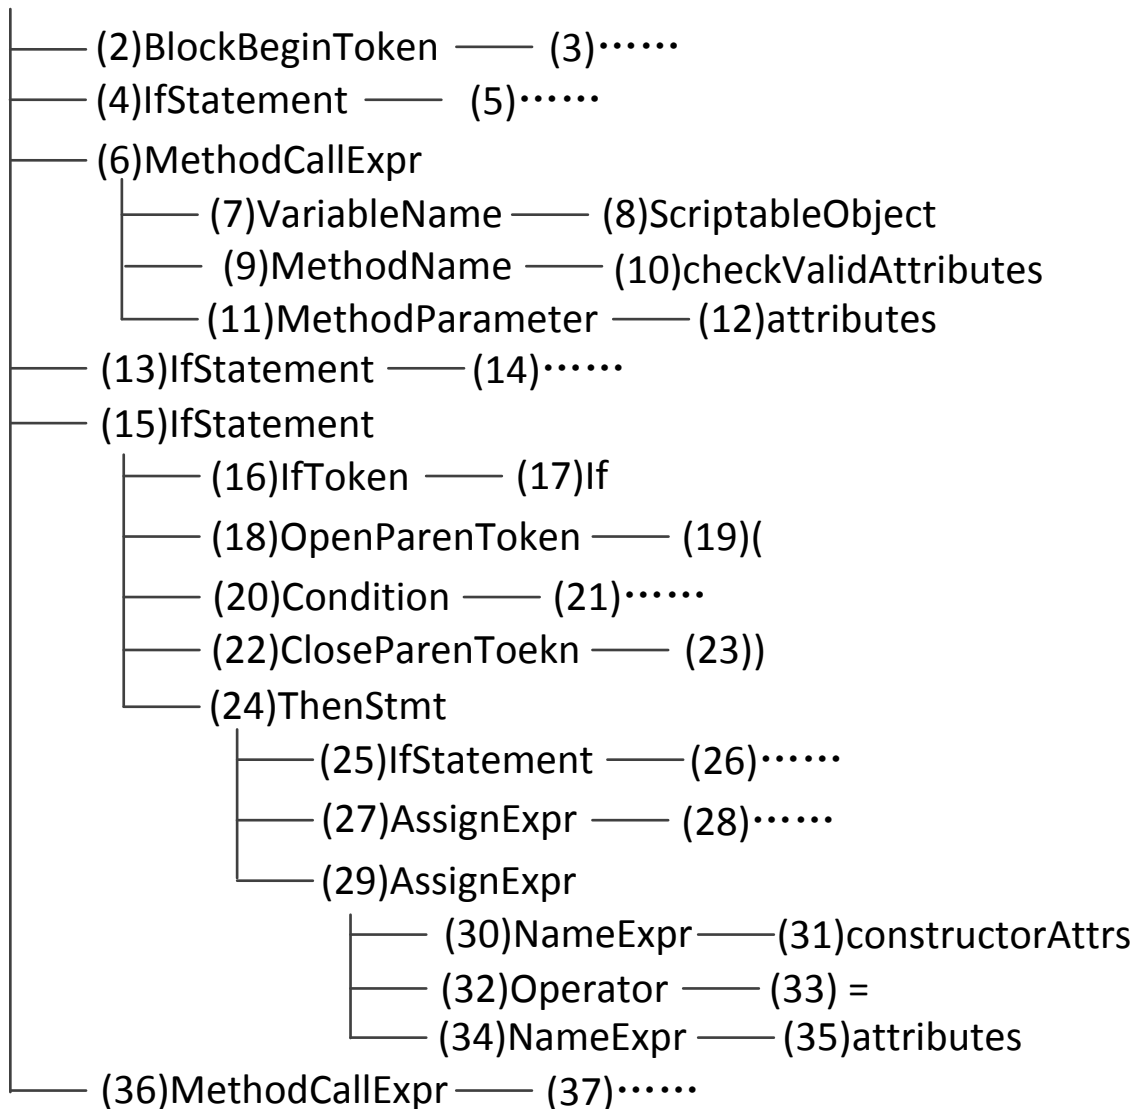 (2)BlockBeginToken (3)……
(4)IfStatement (5)……
(6)MethodCallExpr
(7)VariableName (8)ScriptableObject
(9)MethodName (10)checkValidAttributes
(11)MethodParameter (12)attributes
(13)IfStatement (14)……
(15)IfStatement
(16)IfToken (17)If
(18)OpenParenToken (19)(
(20)Condition (21)……
(22)CloseParenToekn (23))
(24)ThenStmt
(25)IfStatement (26)……
(27)AssignExpr (28)……
(29)AssignExpr
(30)NameExpr (31)constructorAttrs
(32)Operator (33) =
(34)NameExpr (35)attributes
(36)MethodCallExpr (37)……